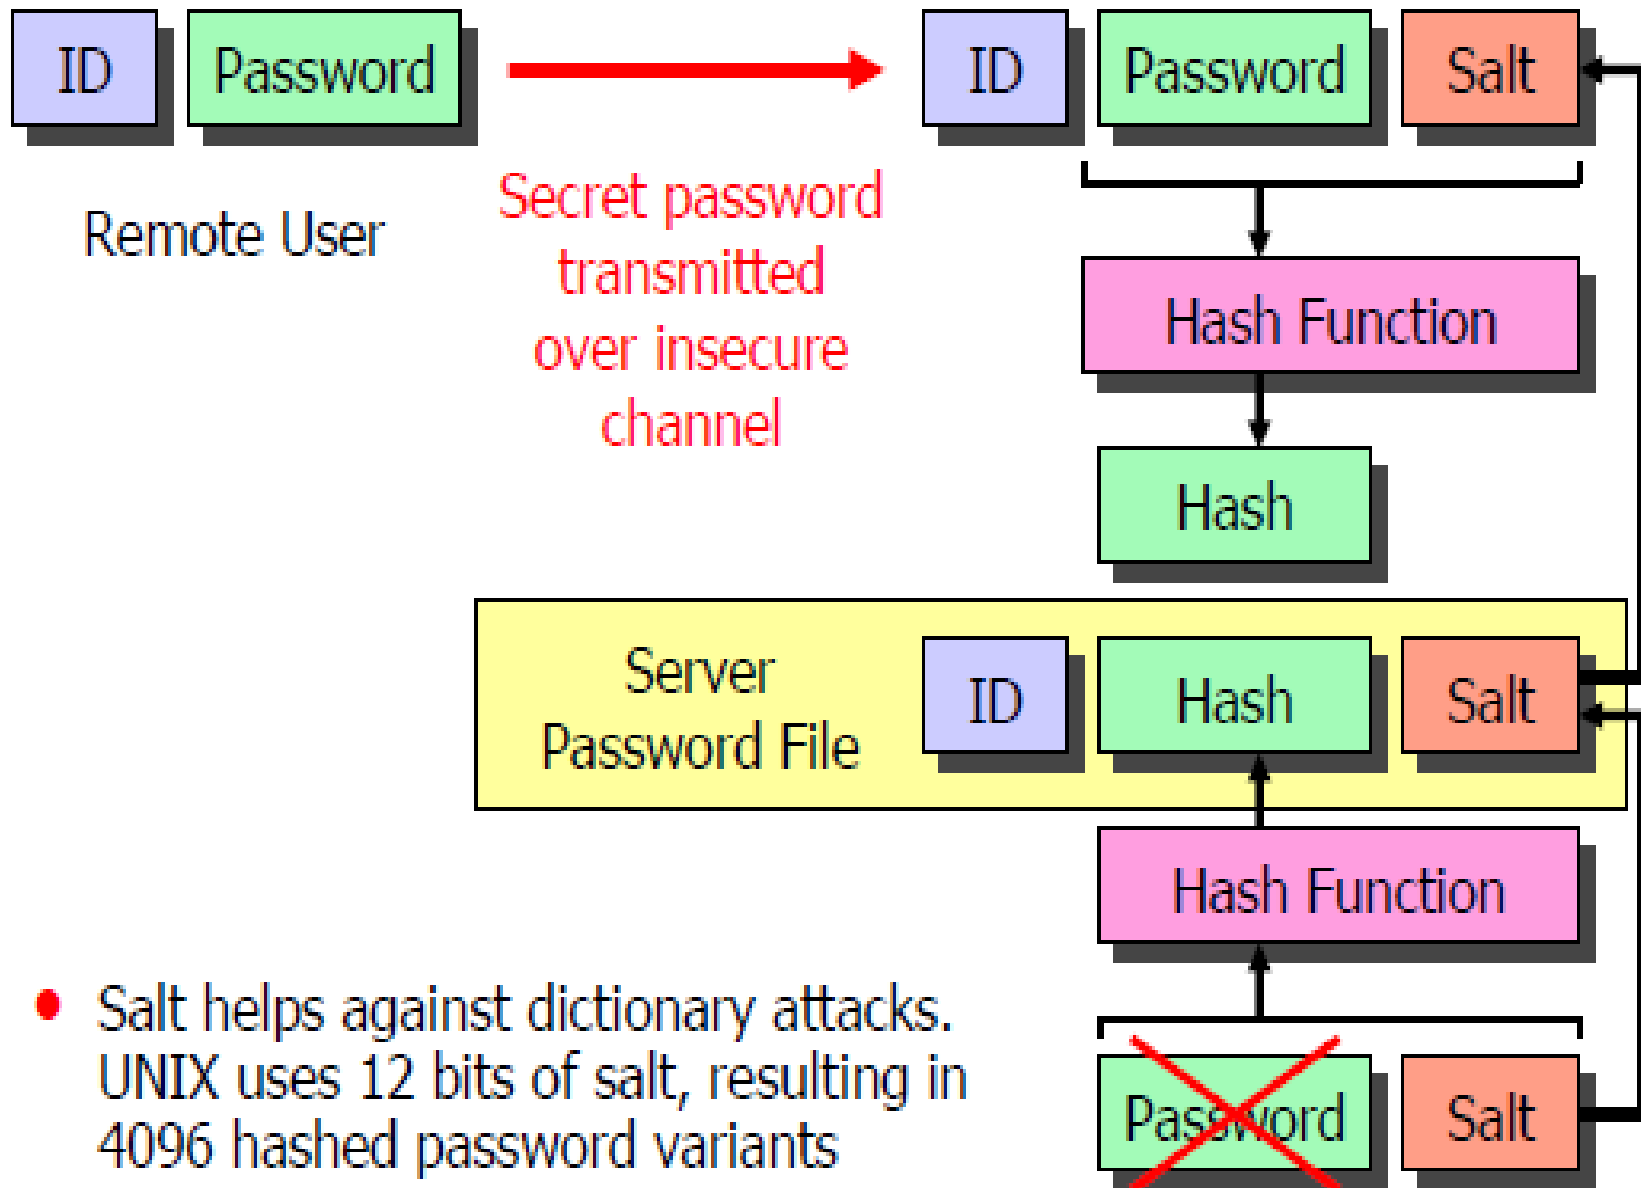 ID Password ID Password Salt
Remote User
Secret password
transmitted
over insecure
channel
Hash Function
Hash
Server
Password File
ID Hash Salt
Hash Function
Password Salt
• Salt helps against dictionary attacks.
UNIX uses 12 bits of salt, resulting in
4096 hashed password variants